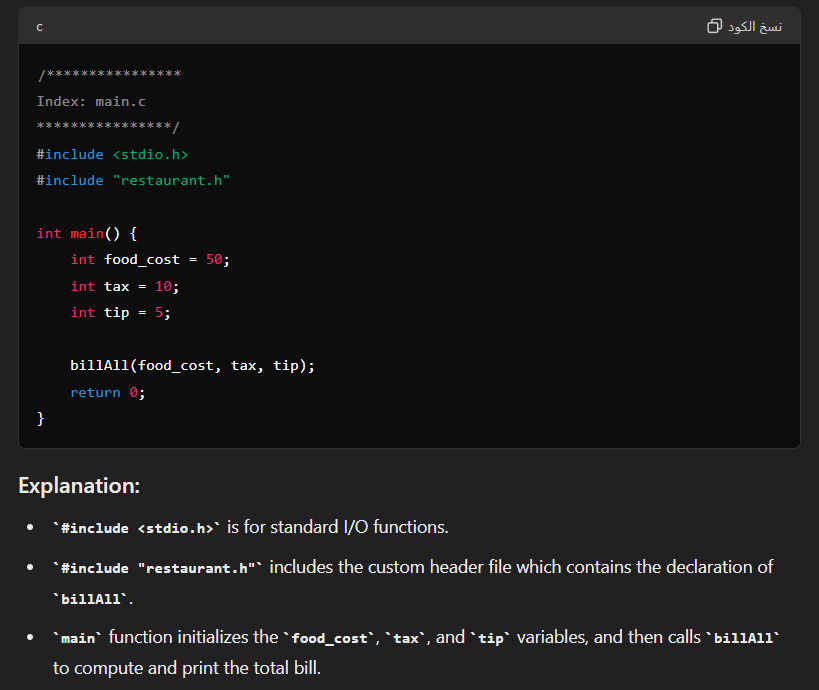 c
نسخ الكود
/****************
Index: main.c
****************/
#include <stdio.h>
#include "restaurant.h"
int main() {
    int food_cost = 50;
    int tax = 10;
    int tip = 5;
    billAll(food_cost, tax, tip);
    return 0;
}
Explanation:
• `#include <stdio.h>` is for standard I/O functions.
• `#include "restaurant.h"` includes the custom header file which contains the declaration of
`billAll`.
• `main` function initializes the `food_cost`, `tax`, and `tip` variables, and then calls `billAll`
to compute and print the total bill.